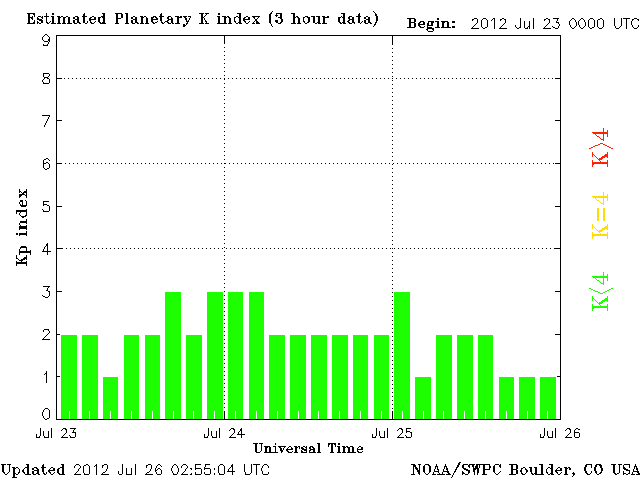 Estimated Planetary K index (3 hour data)
Begin: 2012 Jul 23 0000 UTC
9
8
7
6
5
4
3
2
1
0
Kp index
K>4
K=4
K<4
Jul 23 Jul 24 Jul 25 Jul 26
Universal Time
Updated 2012 Jul 26 02:55:04 UTC
NOAA/SWPC Boulder, CO USA